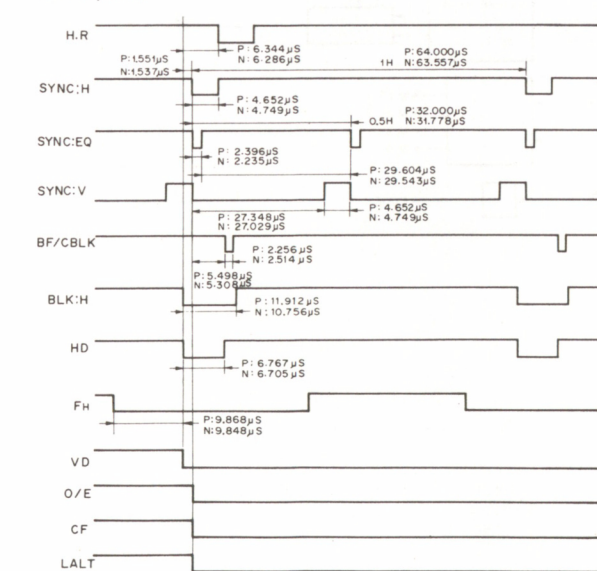 H.R
P: 6.344µS
N: 6.286µS
P: 1.551µS
N: 1.537µS
1H
P: 64.000µS
N: 63.557µS
SYNC:H
P: 4.652µS
N: 4.749µS
0.5H
P: 32.000µS
N: 31.778µS
SYNC:EQ
P: 2.396µS
N: 2.235µS
P: 29.604µS
N: 29.543µS
SYNC:V
P: 27.348µS
N: 27.029µS
P: 4.652µS
N: 4.749µS
BF/CBLK
P: 2.256µS
N: 2.514µS
P: 5.498µS
N: 5.308µS
BLK:H
P: 11.912µS
N: 10.756µS
HD
P: 6.767µS
N: 6.705µS
FH
P: 9.868µS
N: 9.848µS
VD
O/E
CF
LALT